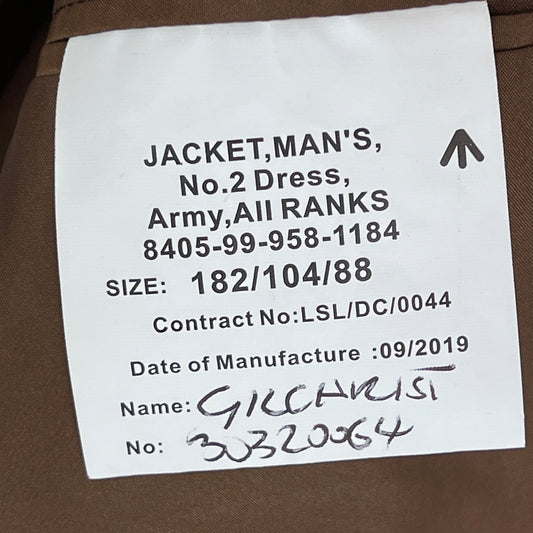 JACKET,MAN'S,
No.2 Dress,
Army,All RANKS
8405-99-958-1184
SIZE: 182/104/88
Contract No:LSL/DC/0044
Date of Manufacture :09/2019
Name: GILCHRIST
No: 30320064